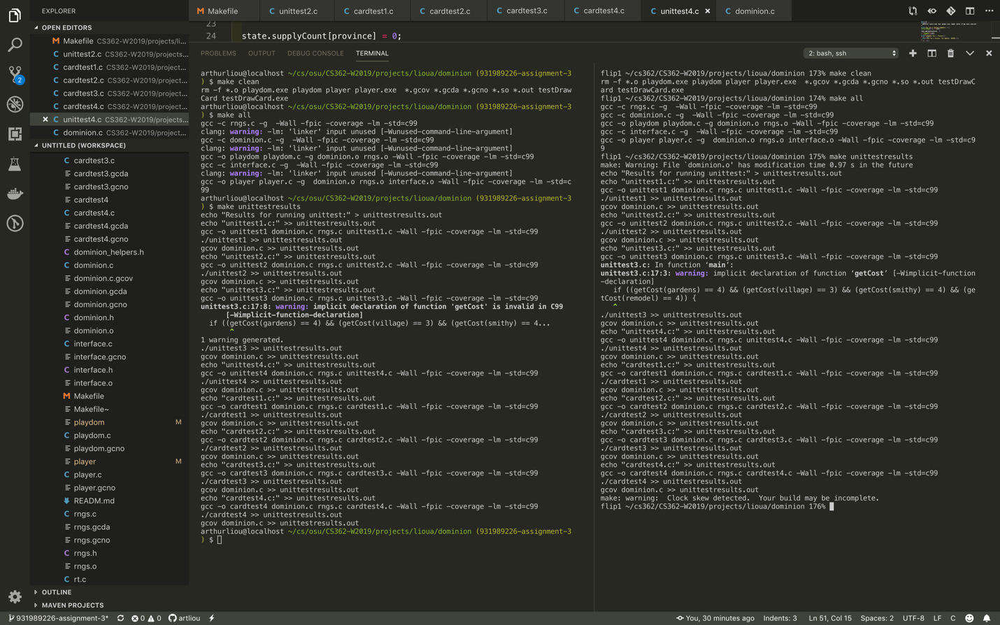 EXPLORER
OPEN EDITORS
Makefile CS362-W2019/projects/li...
unittest2.c CS362-W2019/projects...
cardtest1.c CS362-W2019/project...
cardtest2.c CS362-W2019/project...
cardtest3.c CS362-W2019/project...
cardtest4.c CS362-W2019/project...
unittest4.c CS362-W2019/projects...
dominion.c CS362-W2019/project...
UNTITLED (WORKSPACE)
cardtest3.c
cardtest3.gcda
cardtest3.gcno
cardtest4
cardtest4.c
cardtest4.gcda
cardtest4.gcno
dominion_helpers.h
dominion.c
dominion.c.gcov
dominion.gcda
dominion.gcno
dominion.h
dominion.o
interface.c
interface.gcno
interface.h
interface.o
Makefile
Makefile~
playdom M
playdom.c
playdom.gcno
player M
player.c
player.gcno
READM.md
rngs.c
rngs.gcda
rngs.gcno
rngs.h
rngs.o
rt.c
OUTLINE
MAVEN PROJECTS
Makefile unittest2.c cardtest1.c cardtest2.c cardtest3.c cardtest4.c unittest4.c dominion.c
23
24 state.supplyCount[province] = 0;
PROBLEMS OUTPUT DEBUG CONSOLE TERMINAL 2: bash, ssh
arthurliou@localhost ~/cs/osu/CS362-W2019/projects/lioua/dominion (931989226-assignment-3
) $ make clean
rm -f *.o playdom.exe playdom player player.exe  *.gcov *.gcda *.gcno *.so *.out testDraw
Card testDrawCard.exe
arthurliou@localhost ~/cs/osu/CS362-W2019/projects/lioua/dominion (931989226-assignment-3
) $ make all
gcc -c rngs.c -g  -Wall -fpic -coverage -lm -std=c99
clang: warning: -lm: 'linker' input unused [-Wunused-command-line-argument]
gcc -c dominion.c -g  -Wall -fpic -coverage -lm -std=c99
clang: warning: -lm: 'linker' input unused [-Wunused-command-line-argument]
gcc -o playdom playdom.c -g dominion.o rngs.o -Wall -fpic -coverage -lm -std=c99
gcc -c interface.c -g  -Wall -fpic -coverage -lm -std=c99
clang: warning: -lm: 'linker' input unused [-Wunused-command-line-argument]
gcc -o player player.c -g  dominion.o rngs.o interface.o -Wall -fpic -coverage -lm -std=c
99
arthurliou@localhost ~/cs/osu/CS362-W2019/projects/lioua/dominion (931989226-assignment-3
) $ make unittestresults
echo "Results for running unittest:" > unittestresults.out
echo "unittest1.c:" >> unittestresults.out
gcc -o unittest1 dominion.c rngs.c unittest1.c -Wall -fpic -coverage -lm -std=c99
./unittest1 >> unittestresults.out
gcov dominion.c >> unittestresults.out
echo "unittest2.c:" >> unittestresults.out
gcc -o unittest2 dominion.c rngs.c unittest2.c -Wall -fpic -coverage -lm -std=c99
./unittest2 >> unittestresults.out
gcov dominion.c >> unittestresults.out
echo "unittest3.c:" >> unittestresults.out
gcc -o unittest3 dominion.c rngs.c unittest3.c -Wall -fpic -coverage -lm -std=c99
unittest3.c:17:8: warning: implicit declaration of function 'getCost' is invalid in C99
[-Wimplicit-function-declaration]
if ((getCost(gardens) == 4) && (getCost(village) == 3) && (getCost(smithy) == 4...
^
1 warning generated.
./unittest3 >> unittestresults.out
gcov dominion.c >> unittestresults.out
echo "unittest4.c:" >> unittestresults.out
gcc -o unittest4 dominion.c rngs.c unittest4.c -Wall -fpic -coverage -lm -std=c99
./unittest4 >> unittestresults.out
gcov dominion.c >> unittestresults.out
echo "cardtest1.c:" >> unittestresults.out
gcc -o cardtest1 dominion.c rngs.c cardtest1.c -Wall -fpic -coverage -lm -std=c99
./cardtest1 >> unittestresults.out
gcov dominion.c >> unittestresults.out
echo "cardtest2.c:" >> unittestresults.out
gcc -o cardtest2 dominion.c rngs.c cardtest2.c -Wall -fpic -coverage -lm -std=c99
./cardtest2 >> unittestresults.out
gcov dominion.c >> unittestresults.out
echo "cardtest3.c:" >> unittestresults.out
gcc -o cardtest3 dominion.c rngs.c cardtest3.c -Wall -fpic -coverage -lm -std=c99
./cardtest3 >> unittestresults.out
gcov dominion.c >> unittestresults.out
echo "cardtest4.c:" >> unittestresults.out
gcc -o cardtest4 dominion.c rngs.c cardtest4.c -Wall -fpic -coverage -lm -std=c99
./cardtest4 >> unittestresults.out
gcov dominion.c >> unittestresults.out
arthurliou@localhost ~/cs/osu/CS362-W2019/projects/lioua/dominion (931989226-assignment-3
) $
flip1 ~/cs362/CS362-W2019/projects/lioua/dominion 173% make clean
rm -f *.o playdom.exe playdom player player.exe  *.gcov *.gcda *.gcno *.so *.out testDrawC
ard testDrawCard.exe
flip1 ~/cs362/CS362-W2019/projects/lioua/dominion 174% make all
gcc -c rngs.c -g  -Wall -fpic -coverage -lm -std=c99
gcc -c dominion.c -g  -Wall -fpic -coverage -lm -std=c99
gcc -o playdom playdom.c -g dominion.o rngs.o -Wall -fpic -coverage -lm -std=c99
gcc -c interface.c -g  -Wall -fpic -coverage -lm -std=c99
gcc -o player player.c -g  dominion.o rngs.o interface.o -Wall -fpic -coverage -lm -std=c9
9
flip1 ~/cs362/CS362-W2019/projects/lioua/dominion 175% make unittestresults
make: Warning: File `dominion.o' has modification time 0.97 s in the future
echo "Results for running unittest:" > unittestresults.out
echo "unittest1.c:" >> unittestresults.out
gcc -o unittest1 dominion.c rngs.c unittest1.c -Wall -fpic -coverage -lm -std=c99
./unittest1 >> unittestresults.out
gcov dominion.c >> unittestresults.out
echo "unittest2.c:" >> unittestresults.out
gcc -o unittest2 dominion.c rngs.c unittest2.c -Wall -fpic -coverage -lm -std=c99
./unittest2 >> unittestresults.out
gcov dominion.c >> unittestresults.out
echo "unittest3.c:" >> unittestresults.out
gcc -o unittest3 dominion.c rngs.c unittest3.c -Wall -fpic -coverage -lm -std=c99
unittest3.c: In function ‘main’:
unittest3.c:17:3: warning: implicit declaration of function ‘getCost’ [-Wimplicit-function
-declaration]
if ((getCost(gardens) == 4) && (getCost(village) == 3) && (getCost(smithy) == 4) && (ge
tCost(remodel) == 4)) {
^
./unittest3 >> unittestresults.out
gcov dominion.c >> unittestresults.out
echo "unittest4.c:" >> unittestresults.out
gcc -o unittest4 dominion.c rngs.c unittest4.c -Wall -fpic -coverage -lm -std=c99
./unittest4 >> unittestresults.out
gcov dominion.c >> unittestresults.out
echo "cardtest1.c:" >> unittestresults.out
gcc -o cardtest1 dominion.c rngs.c cardtest1.c -Wall -fpic -coverage -lm -std=c99
./cardtest1 >> unittestresults.out
gcov dominion.c >> unittestresults.out
echo "cardtest2.c:" >> unittestresults.out
gcc -o cardtest2 dominion.c rngs.c cardtest2.c -Wall -fpic -coverage -lm -std=c99
./cardtest2 >> unittestresults.out
gcov dominion.c >> unittestresults.out
echo "cardtest3.c:" >> unittestresults.out
gcc -o cardtest3 dominion.c rngs.c cardtest3.c -Wall -fpic -coverage -lm -std=c99
./cardtest3 >> unittestresults.out
gcov dominion.c >> unittestresults.out
echo "cardtest4.c:" >> unittestresults.out
gcc -o cardtest4 dominion.c rngs.c cardtest4.c -Wall -fpic -coverage -lm -std=c99
./cardtest4 >> unittestresults.out
gcov dominion.c >> unittestresults.out
make: warning:  Clock skew detected.  Your build may be incomplete.
flip1 ~/cs362/CS362-W2019/projects/lioua/dominion 176%
931989226-assignment-3* 0 0 artliou You, 30 minutes ago Indents: 3 Ln 51, Col 15 Spaces: 2 UTF-8 LF C
2